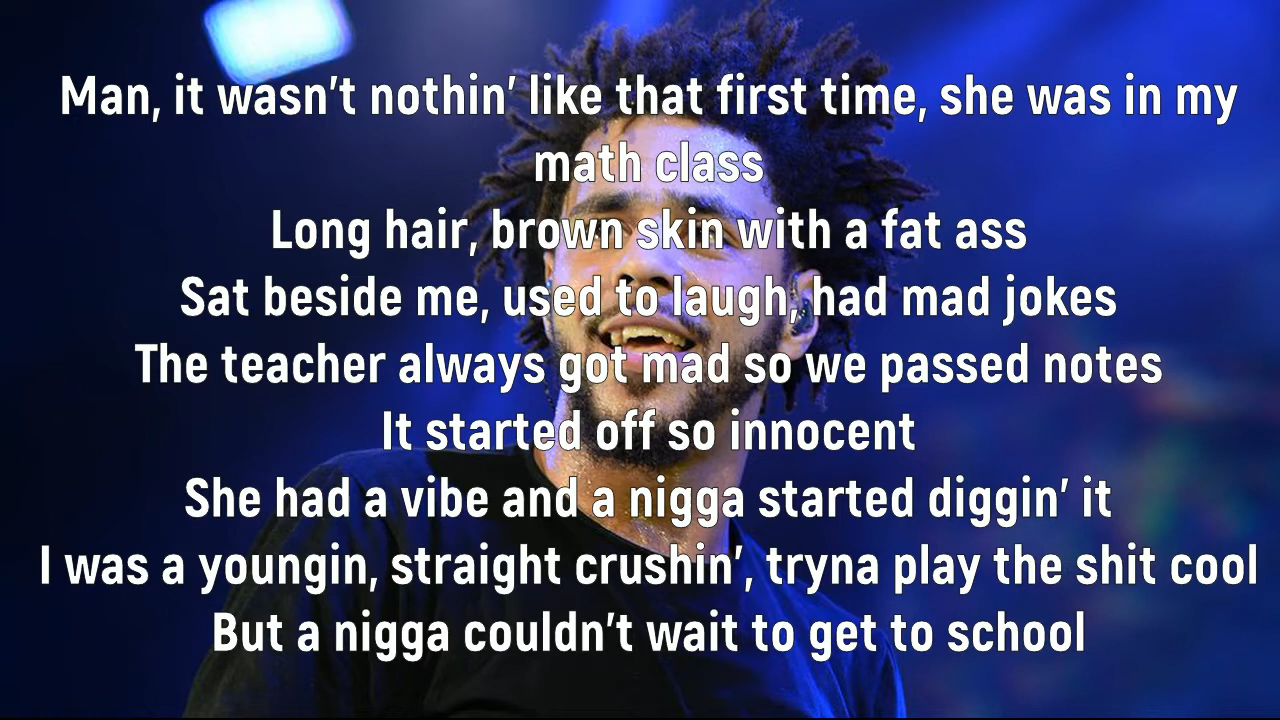 Man, it wasn’t nothin’ like that first time, she was in my
math class
Long hair, brown skin with a fat ass
Sat beside me, used to laugh, had mad jokes
The teacher always got mad so we passed notes
It started off so innocent
She had a vibe and a nigga started diggin’ it
I was a youngin, straight crushin’, tryna play the shit cool
But a nigga couldn’t wait to get to school